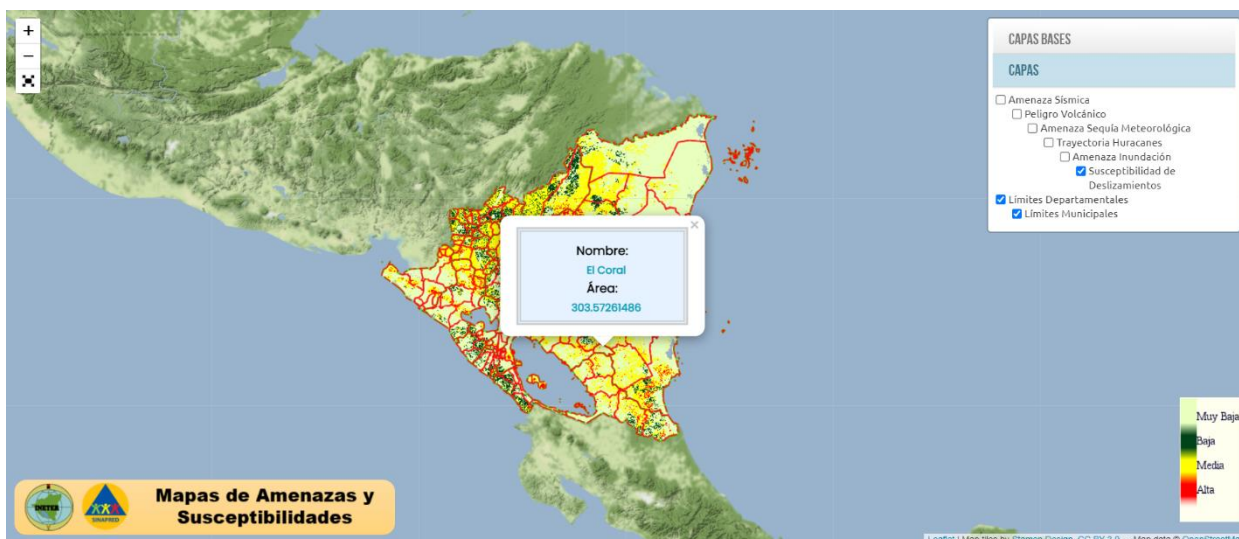 +
−
CAPAS BASES
CAPAS
Amenaza Sísmica
Peligro Volcánico
Amenaza Sequía Meteorológica
Trayectoria Huracanes
Amenaza Inundación
Susceptibilidad de
Deslizamientos
Límites Departamentales
Límites Municipales
×
Nombre:
El Coral
Área:
303.57261486
Muy Baja
Baja
Media
Alta
INETER
SINAPRED
Mapas de Amenazas y
Susceptibilidades
Leaflet | Map tiles by Stamen Design, CC BY 3.0 — Map data © OpenStreetMa